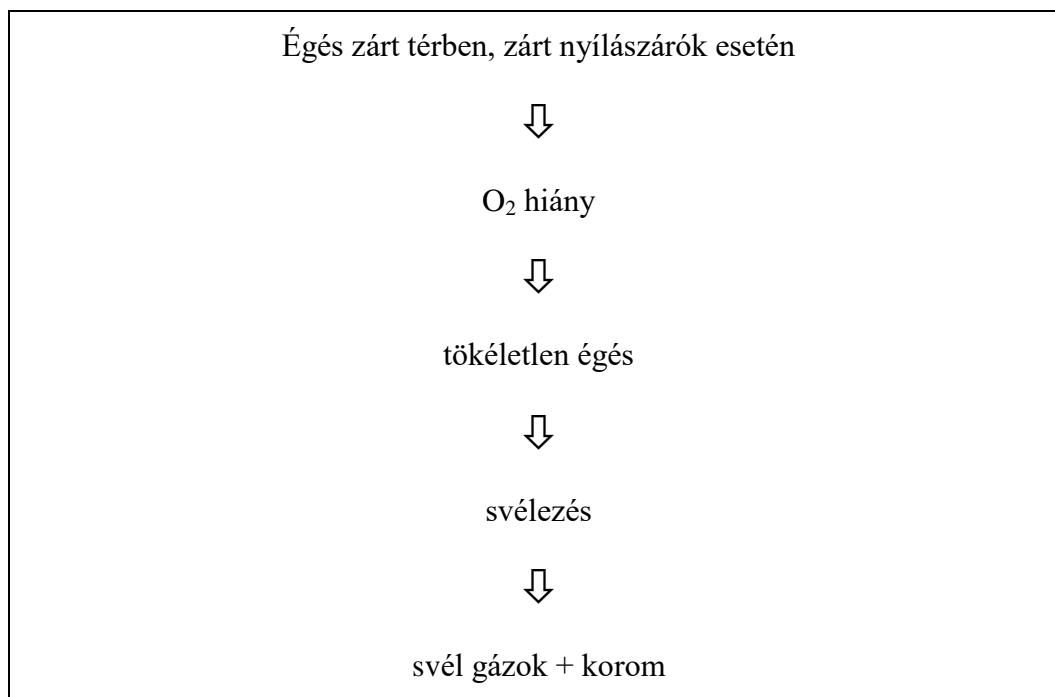 Égés zárt térben, zárt nyílászárók esetén
⇩
O₂ hiány
⇩
tökéletlen égés
⇩
svélezés
⇩
svél gázok + korom